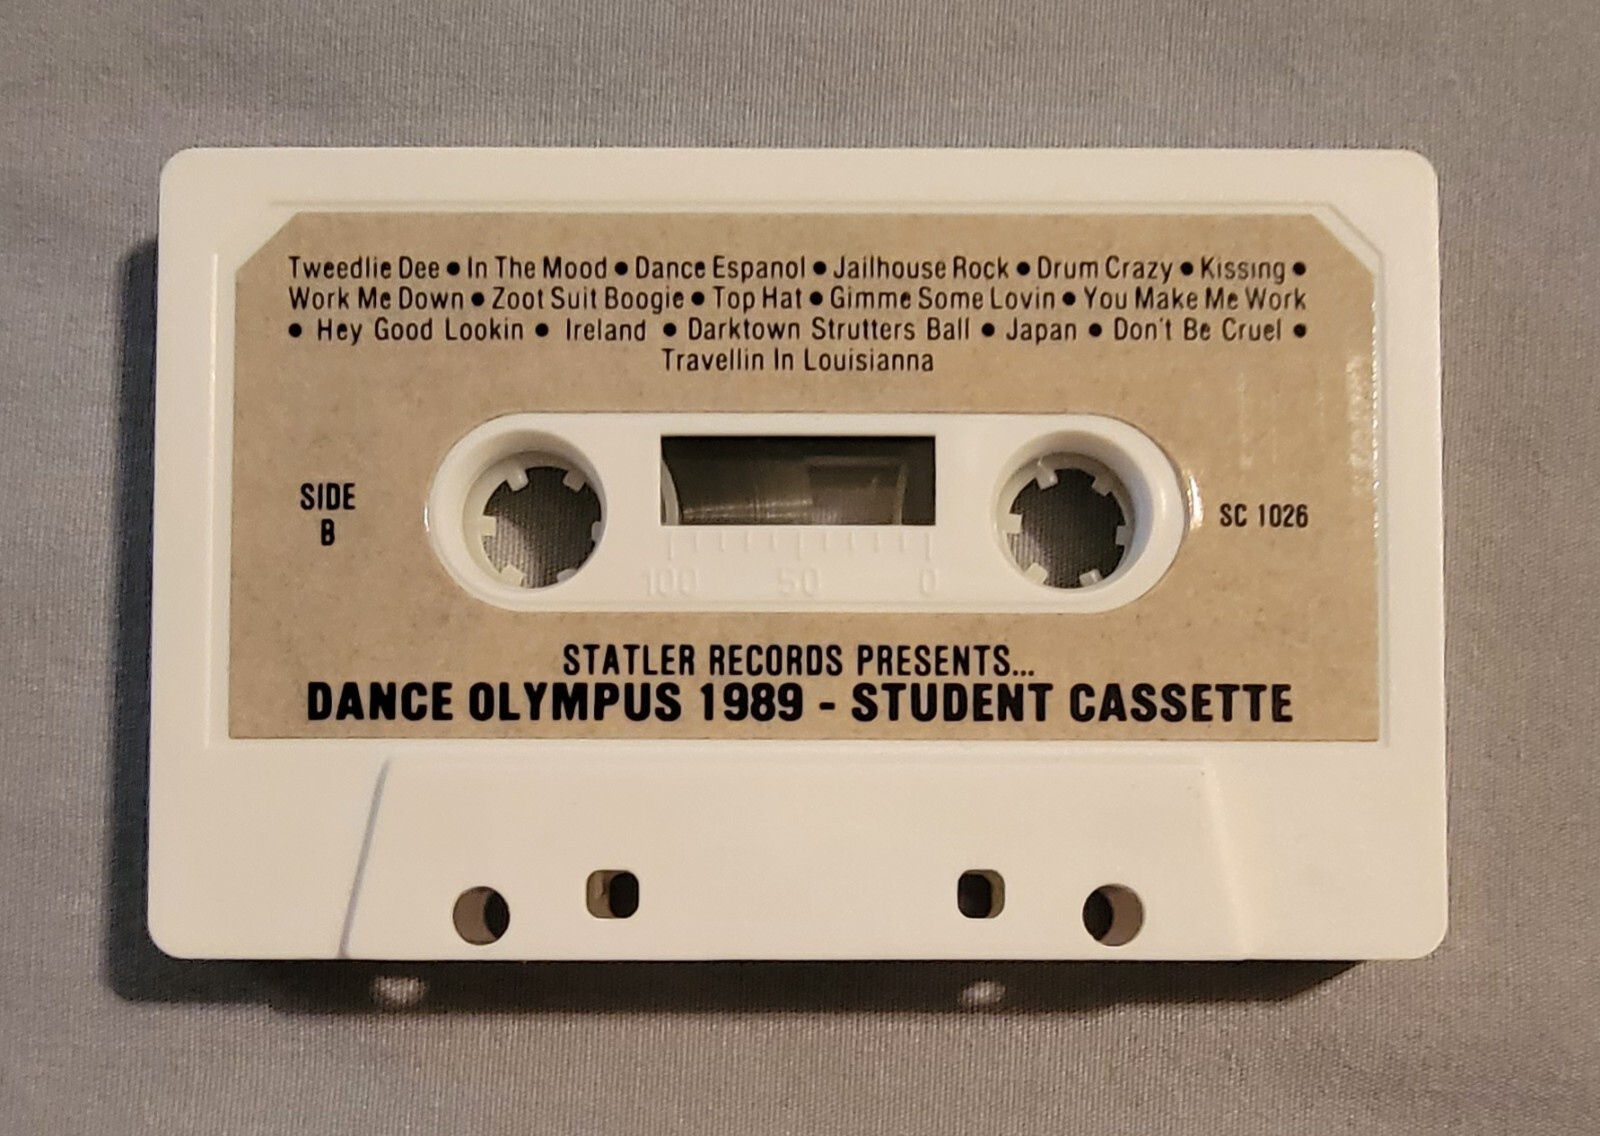 Tweedlie Dee • In The Mood • Dance Espanol • Jailhouse Rock • Drum Crazy • Kissing •
Work Me Down • Zoot Suit Boogie • Top Hat • Gimme Some Lovin • You Make Me Work
• Hey Good Lookin • Ireland • Darktown Strutters Ball • Japan • Don't Be Cruel •
Travellin In Louisianna
SIDE
B
SC 1026
100 50 0
STATLER RECORDS PRESENTS...
DANCE OLYMPUS 1989 - STUDENT CASSETTE